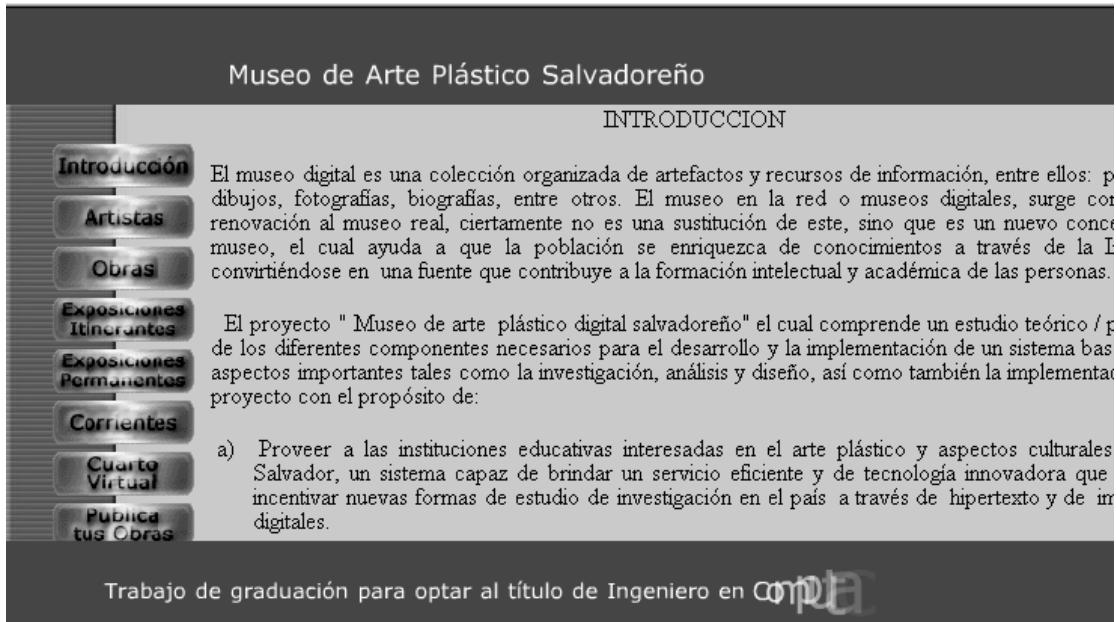 Museo de Arte Plástico Salvadoreño
INTRODUCCION
Introducción
Artistas
Obras
Exposiciones
Itinerantes
Exposiciones
Permanentes
Corrientes
Cuarto
Virtual
Publica
tus Obras
El museo digital es una colección organizada de artefactos y recursos de información, entre ellos:
dibujos, fotografías, biografías, entre otros. El museo en la red o museos digitales, surge
renovación al museo real, ciertamente no es una sustitución de este, sino que es un nuevo
museo, el cual ayuda a que la población se enriquezca de conocimientos a través de la
convirtiéndose en una fuente que contribuye a la formación intelectual y académica de las personas.
El proyecto " Museo de arte plástico digital salvadoreño" el cual comprende un estudio teórico /
de los diferentes componentes necesarios para el desarrollo y la implementación de un sistema
aspectos importantes tales como la investigación, análisis y diseño, así como también la
proyecto con el propósito de:
a) Proveer a las instituciones educativas interesadas en el arte plástico y aspectos culturales
Salvador, un sistema capaz de brindar un servicio eficiente y de tecnología innovadora que
incentivar nuevas formas de estudio de investigación en el país a través de hipertexto y de
digitales.
Trabajo de graduación para optar al título de Ingeniero en